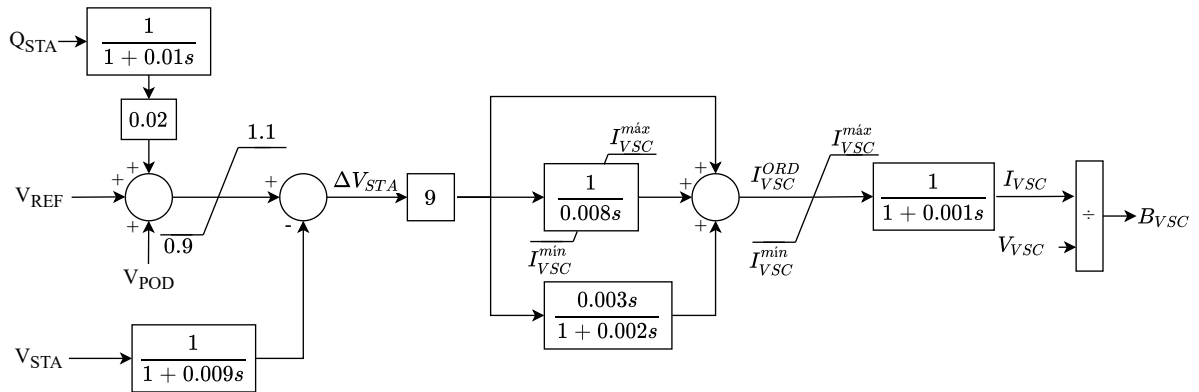 Q_STA
1
1 + 0.01s
0.02
1.1
+
+
+
V_REF
0.9
V_POD
+
-
ΔV_STA
9
I_VSC^máx
1
0.008s
I_VSC^mín
0.003s
1 + 0.002s
+
+
+
I_VSC^ORD
I_VSC^máx
I_VSC^mín
1
1 + 0.001s
I_VSC
V_VSC
÷
B_VSC
V_STA
1
1 + 0.009s